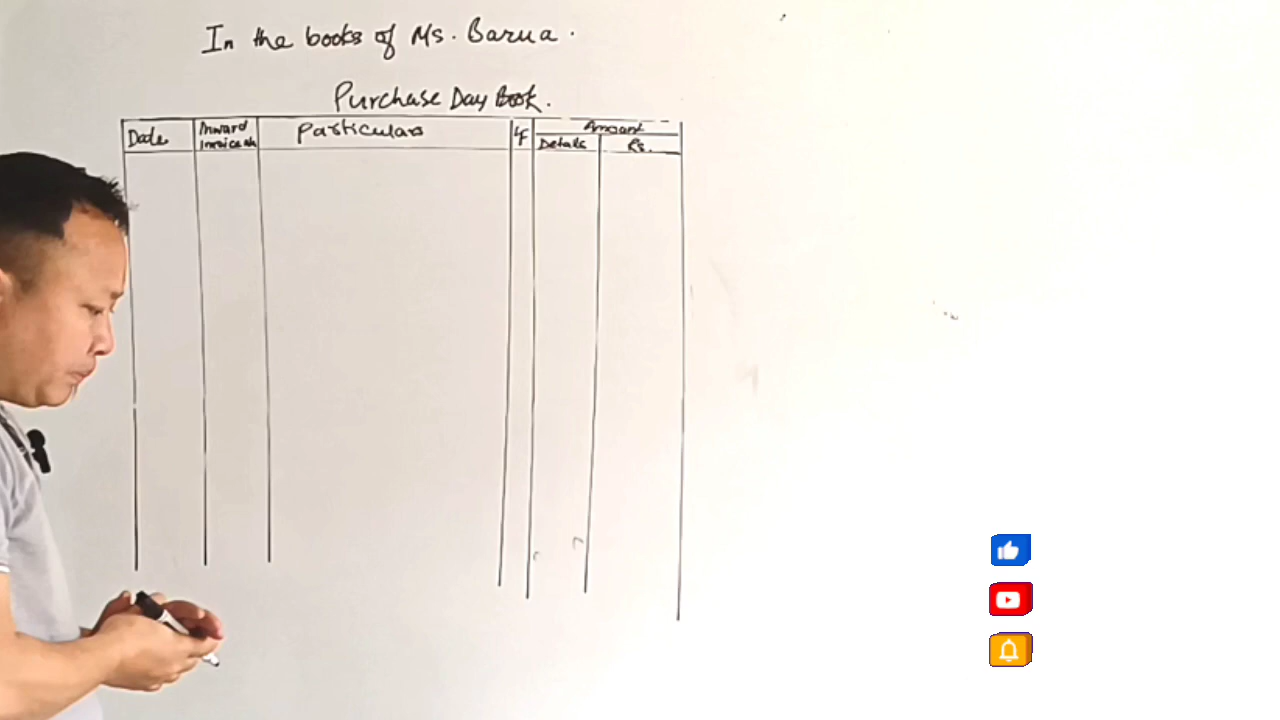 In the books of Ms. Barua.
Purchase Day Book.
Date
Inward Invoice No
Particulars
LF
Amount
Details
Rs.